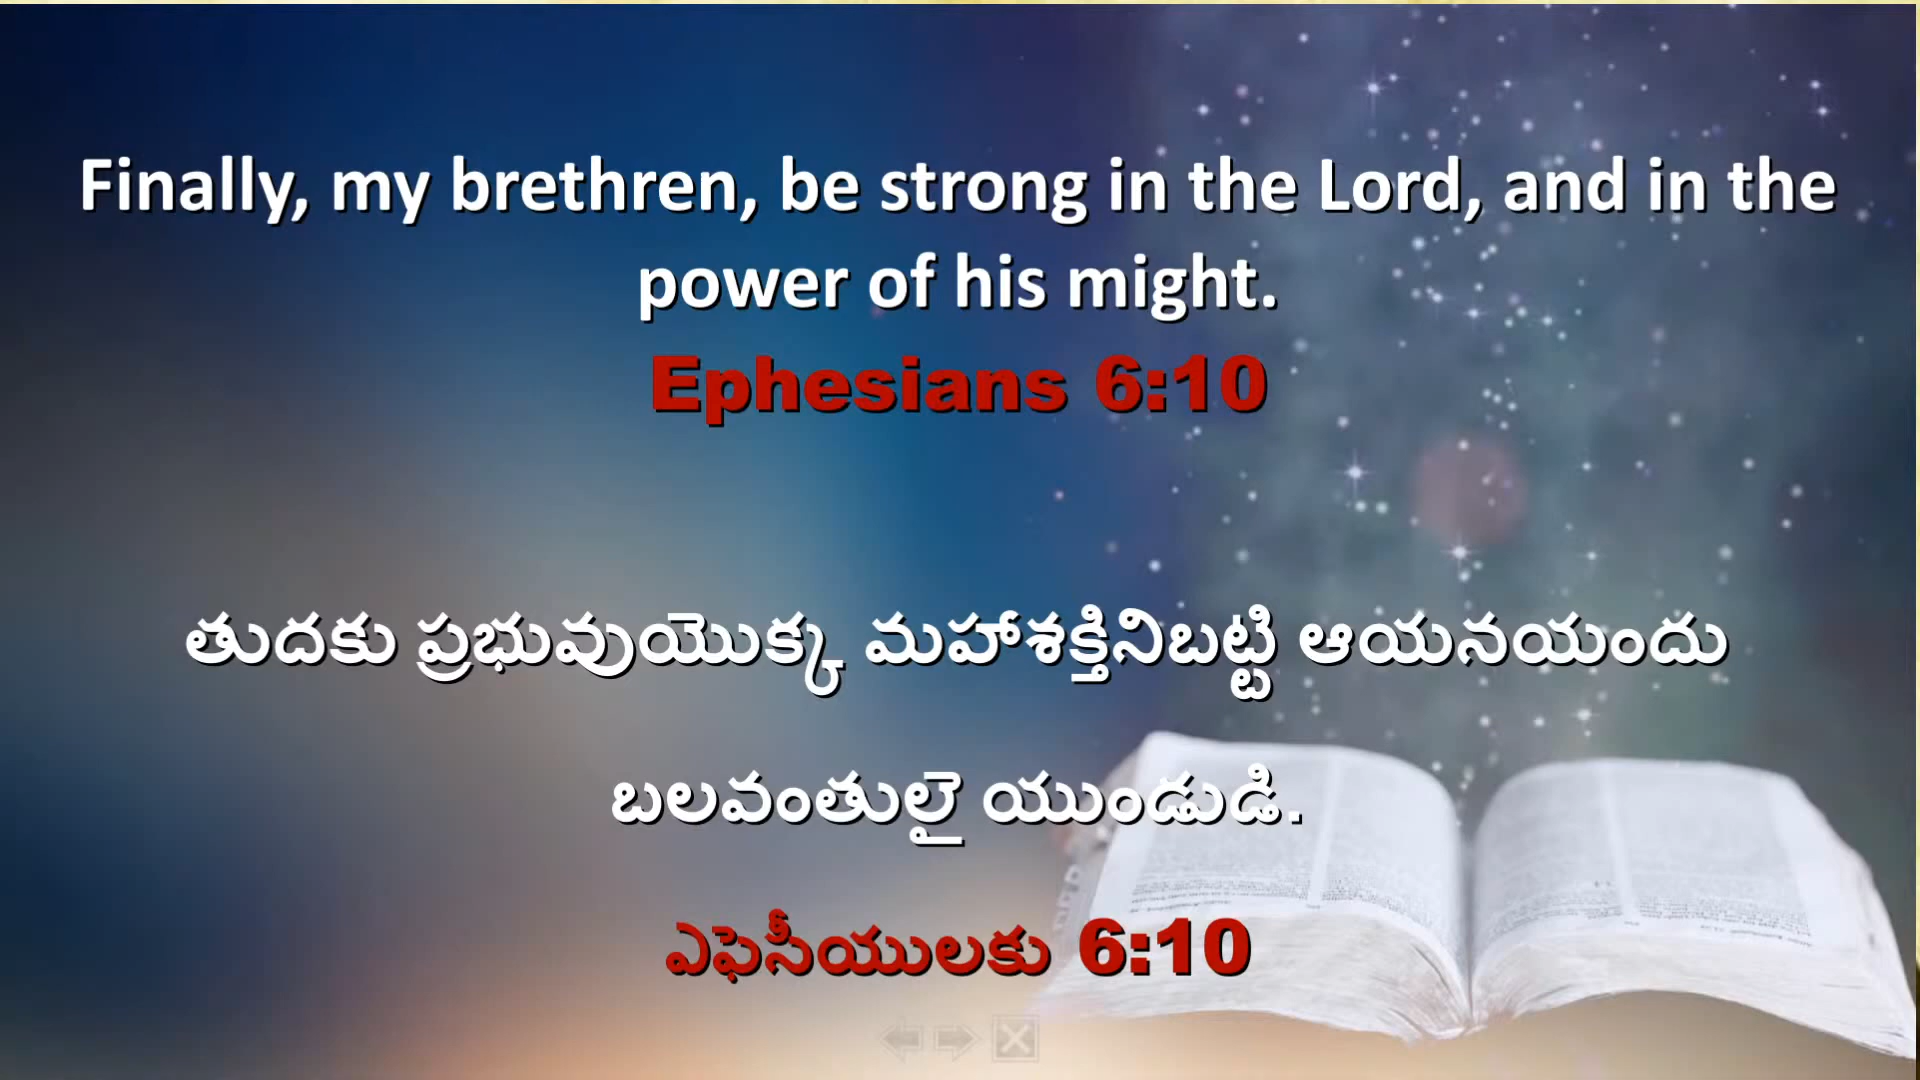 Finally, my brethren, be strong in the Lord, and in the
power of his might.
Ephesians 6:10
తుదకు ప్రభువుయొక్క మహాశక్తినిబట్టి ఆయనయందు
బలవంతులై యుండుడి.
ఎఫెసీయులకు 6:10